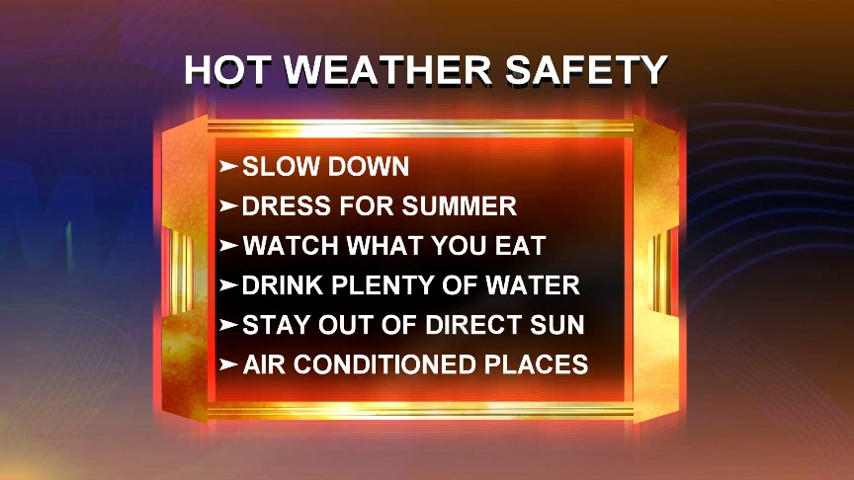 HOT WEATHER SAFETY
➢SLOW DOWN
➢DRESS FOR SUMMER
➢WATCH WHAT YOU EAT
➢DRINK PLENTY OF WATER
➢STAY OUT OF DIRECT SUN
➢AIR CONDITIONED PLACES